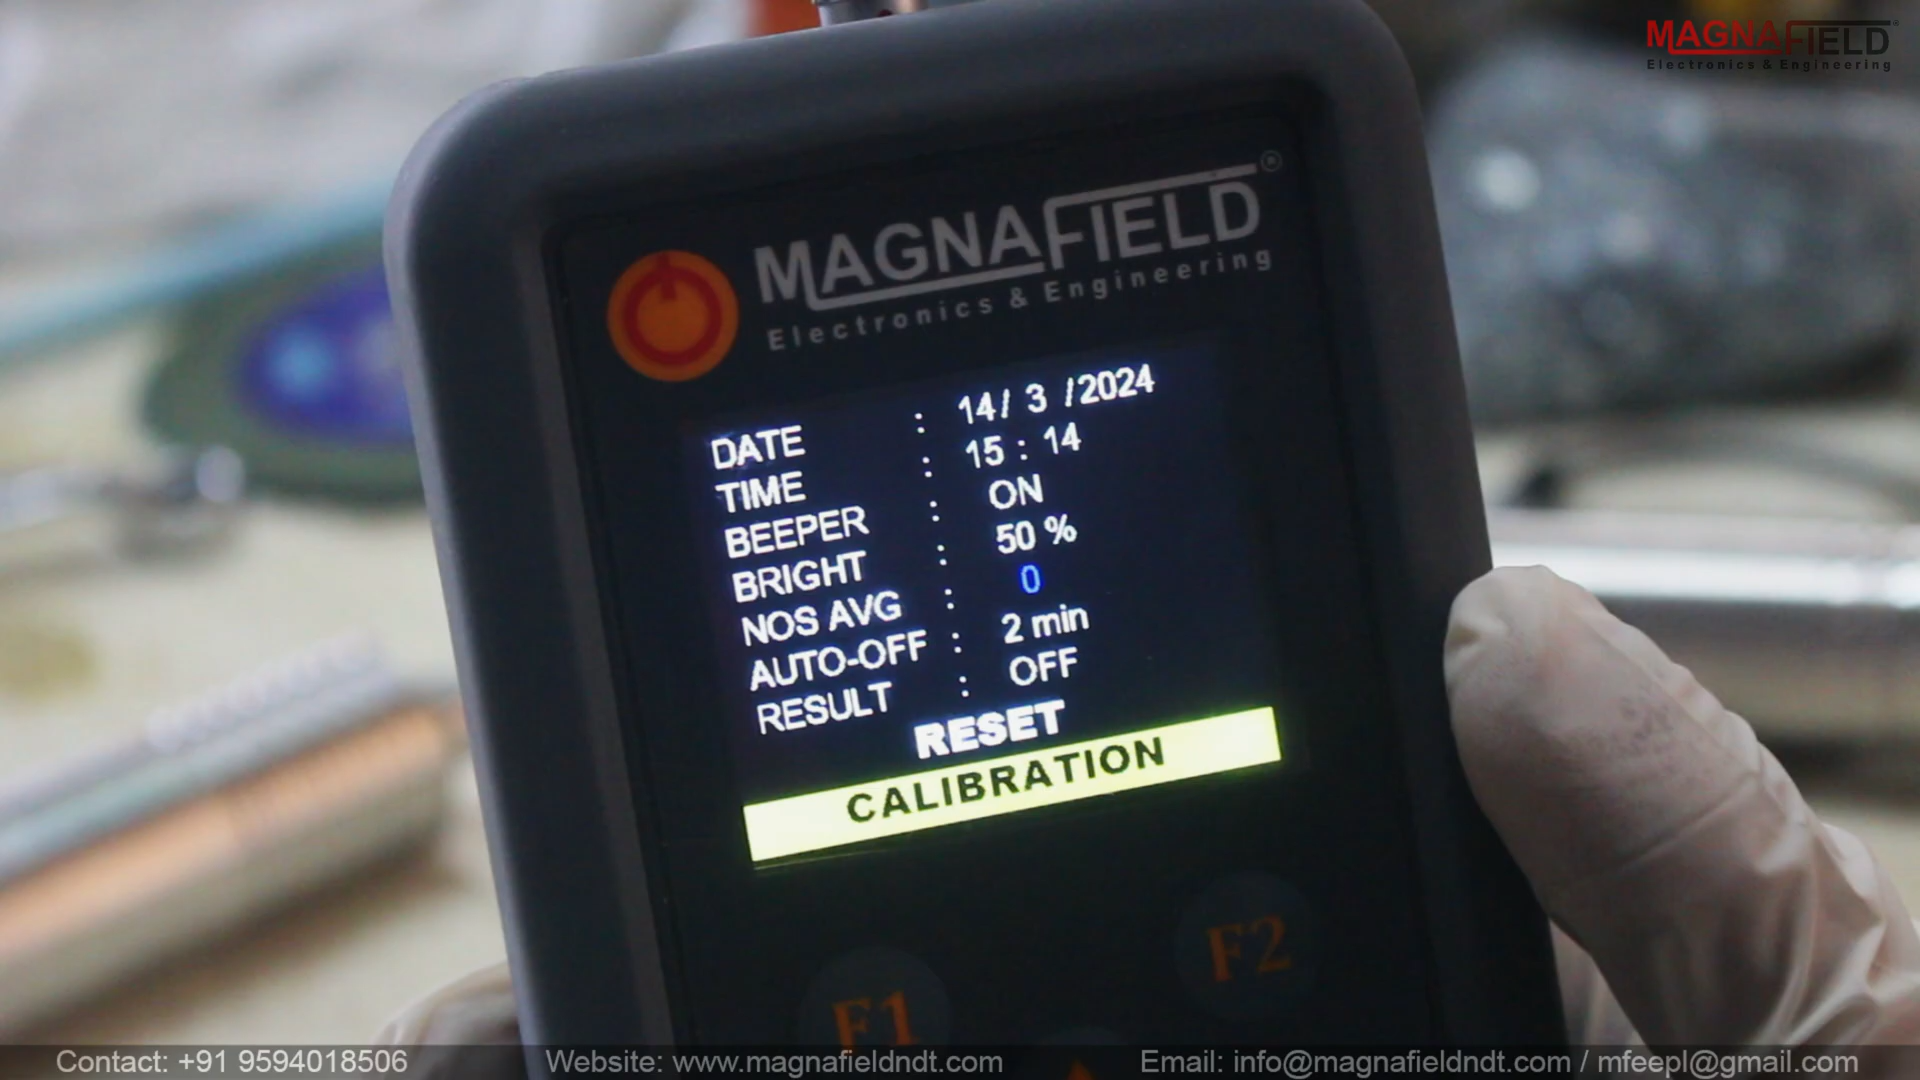 MAGNAFIELD®
Electronics & Engineering
MAGNAFIELD®
Electronics & Engineering
DATE : 14/ 3 /2024
TIME : 15 : 14
BEEPER : ON
BRIGHT : 50 %
NOS AVG : 0
AUTO-OFF : 2 min
RESULT : OFF
RESET
CALIBRATION
F1 F2
Contact: +91 9594018506 Website: www.magnafieldndt.com Email: info@magnafieldndt.com / mfeepl@gmail.com